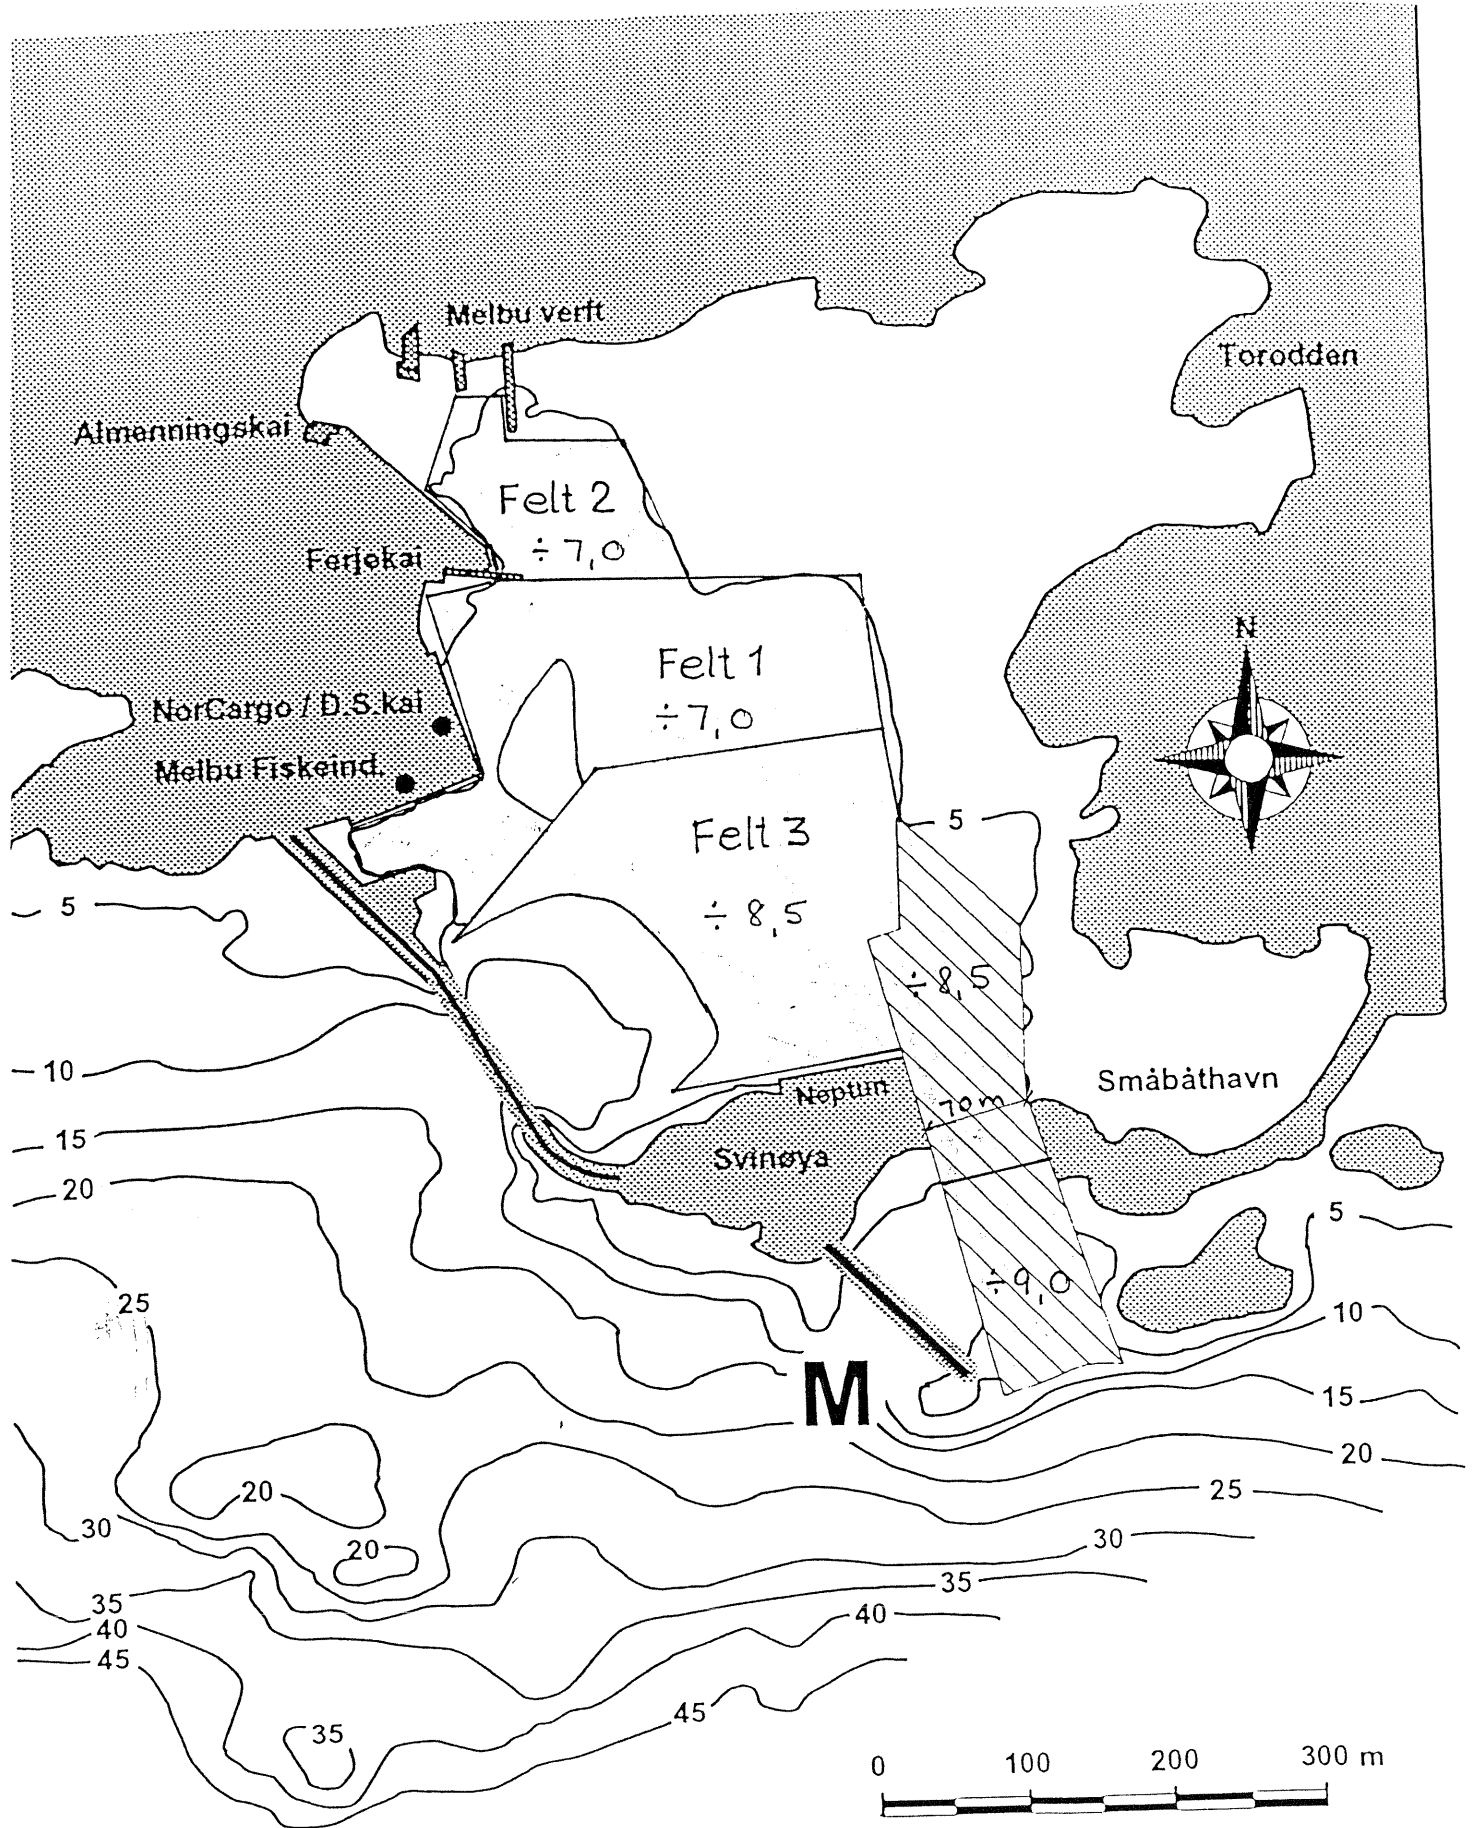 Melbu verft
Torodden
Almenningskai
Felt 2
÷ 7,0
Ferjekai
N
Felt 1
÷7,0
NorCargo / D.S.kai
Melbu Fiskeind.
Felt 3
÷ 8,5
5
5
÷ 8,5
10
Småbåthavn
Neptun
70m
15
Svinøya
20
5
÷9,0
25
10
M
15
20
20
25
30
30
20
35
35
40
40
45
45
35
0 100 200 300 m